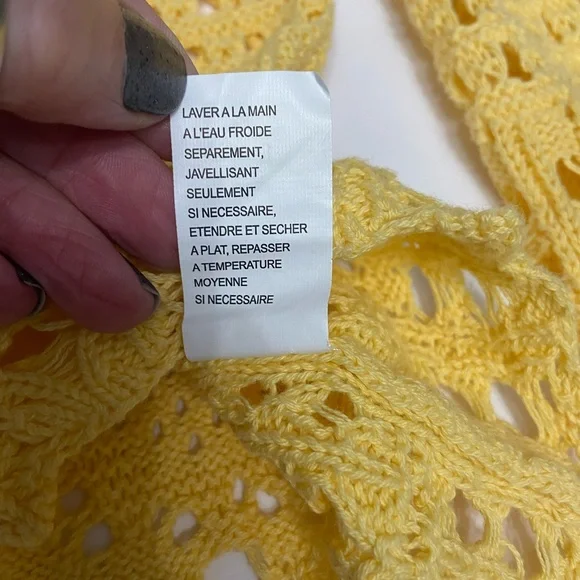 LAVER A LA MAIN
A L'EAU FROIDE
SEPAREMENT,
JAVELLISANT
SEULEMENT
SI NECESSAIRE,
ETENDRE ET SECHER
A PLAT, REPASSER
A TEMPERATURE
MOYENNE
SI NECESSAIRE